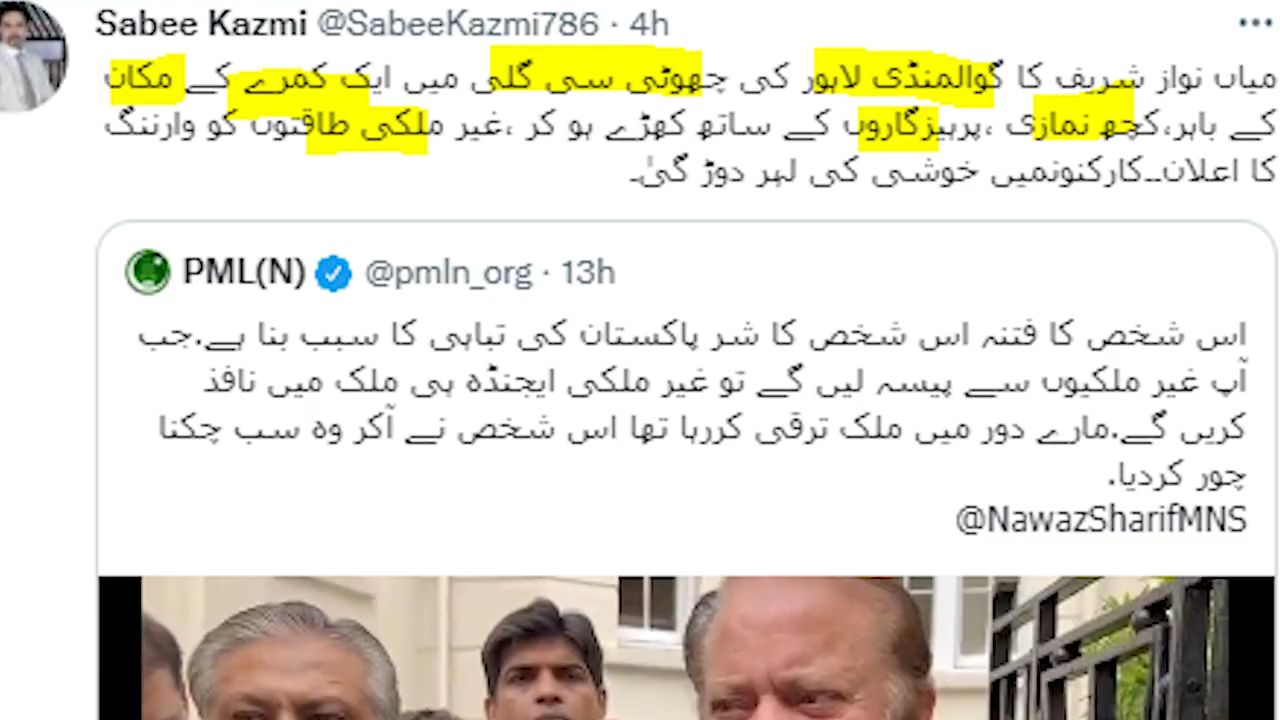 Sabee Kazmi @SabeeKazmi786 · 4h
میاں نواز شریف کا گوالمنڈی لاہور کی چھوٹی سی گلی میں ایک کمرے کے مکان
کے باہر،کچھ نمازی ،پرہیزگاروں کے ساتھ کھڑے ہو کر ،غیر ملکی طاقتوں کو وارننگ
کا اعلان۔۔کارکنونمیں خوشی کی لہر دوڑ گیٰ۔
PML(N) @pmln_org · 13h
اس شخص کا فتنہ اس شخص کا شر پاکستان کی تباہی کا سبب بنا ہے.جب
آپ غیر ملکیوں سے پیسہ لیں گے تو غیر ملکی ایجنڈہ ہی ملک میں نافذ
کریں گے.مارے دور میں ملک ترقی کررہا تھا اس شخص نے آکر وہ سب چکنا
چور کردیا.
@NawazSharifMNS